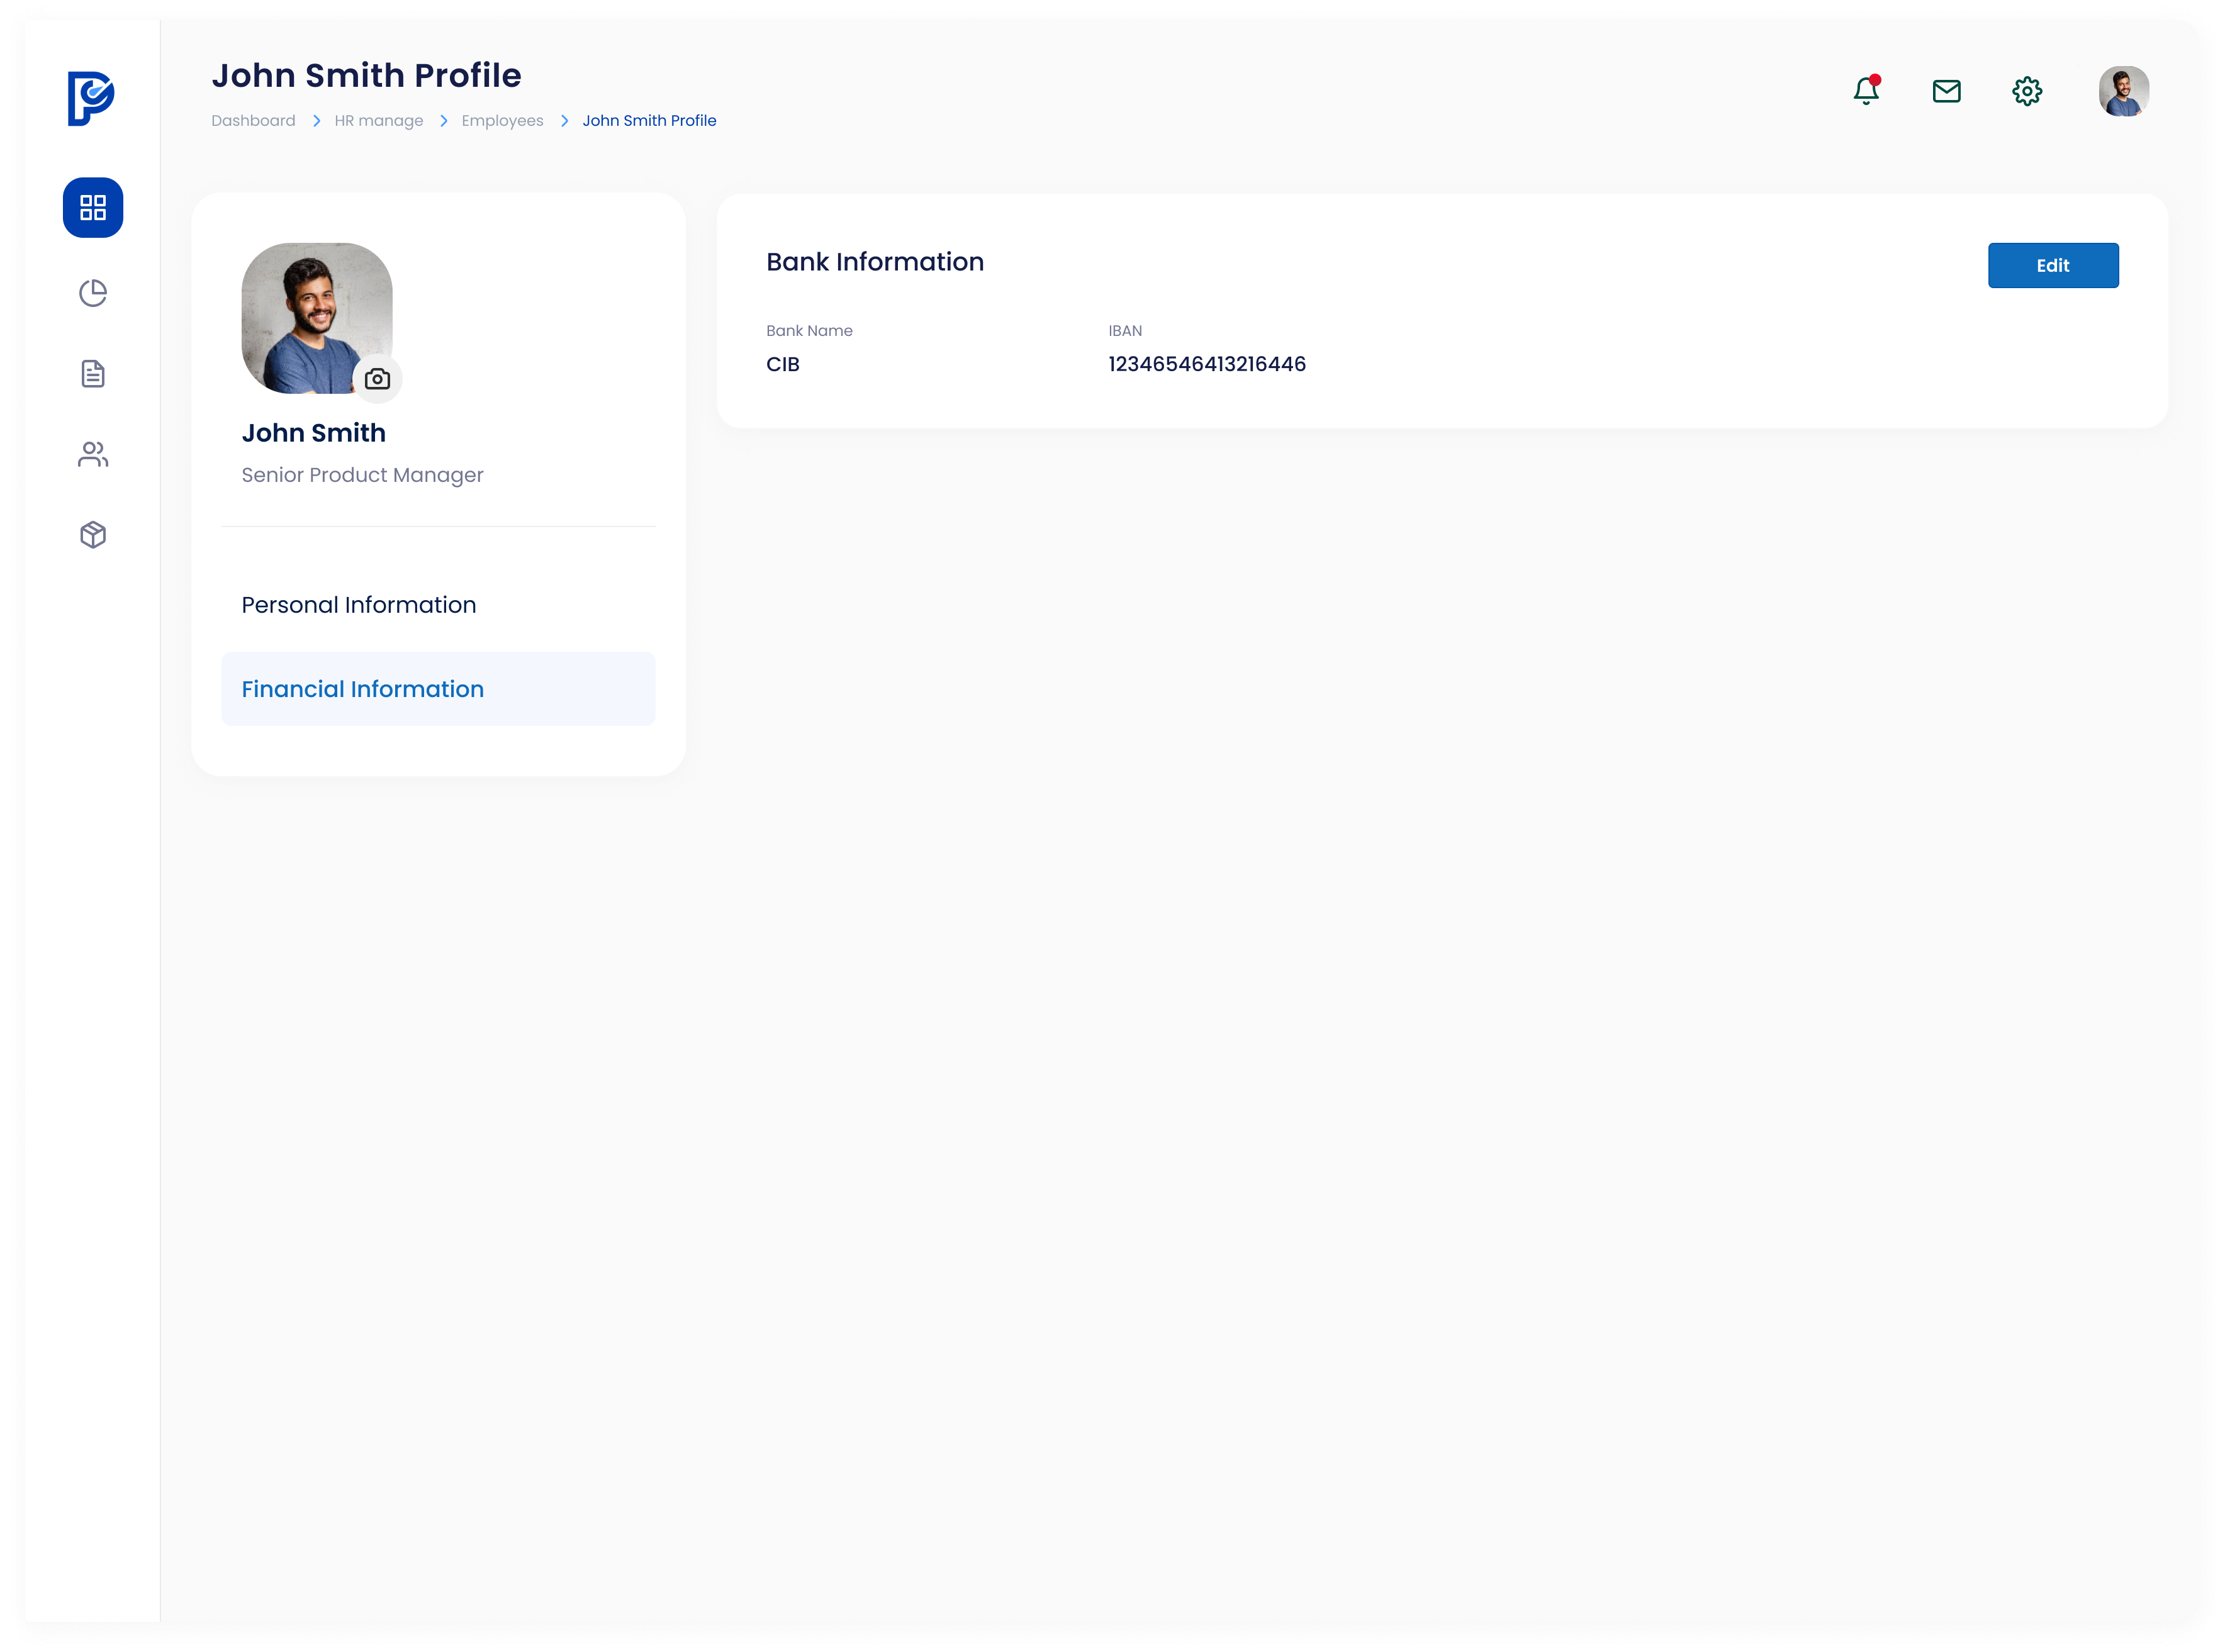 John Smith Profile
Dashboard > HR manage > Employees > John Smith Profile
John Smith
Senior Product Manager
Personal Information
Financial Information
Bank Information
Edit
Bank Name
IBAN
CIB
12346546413216446